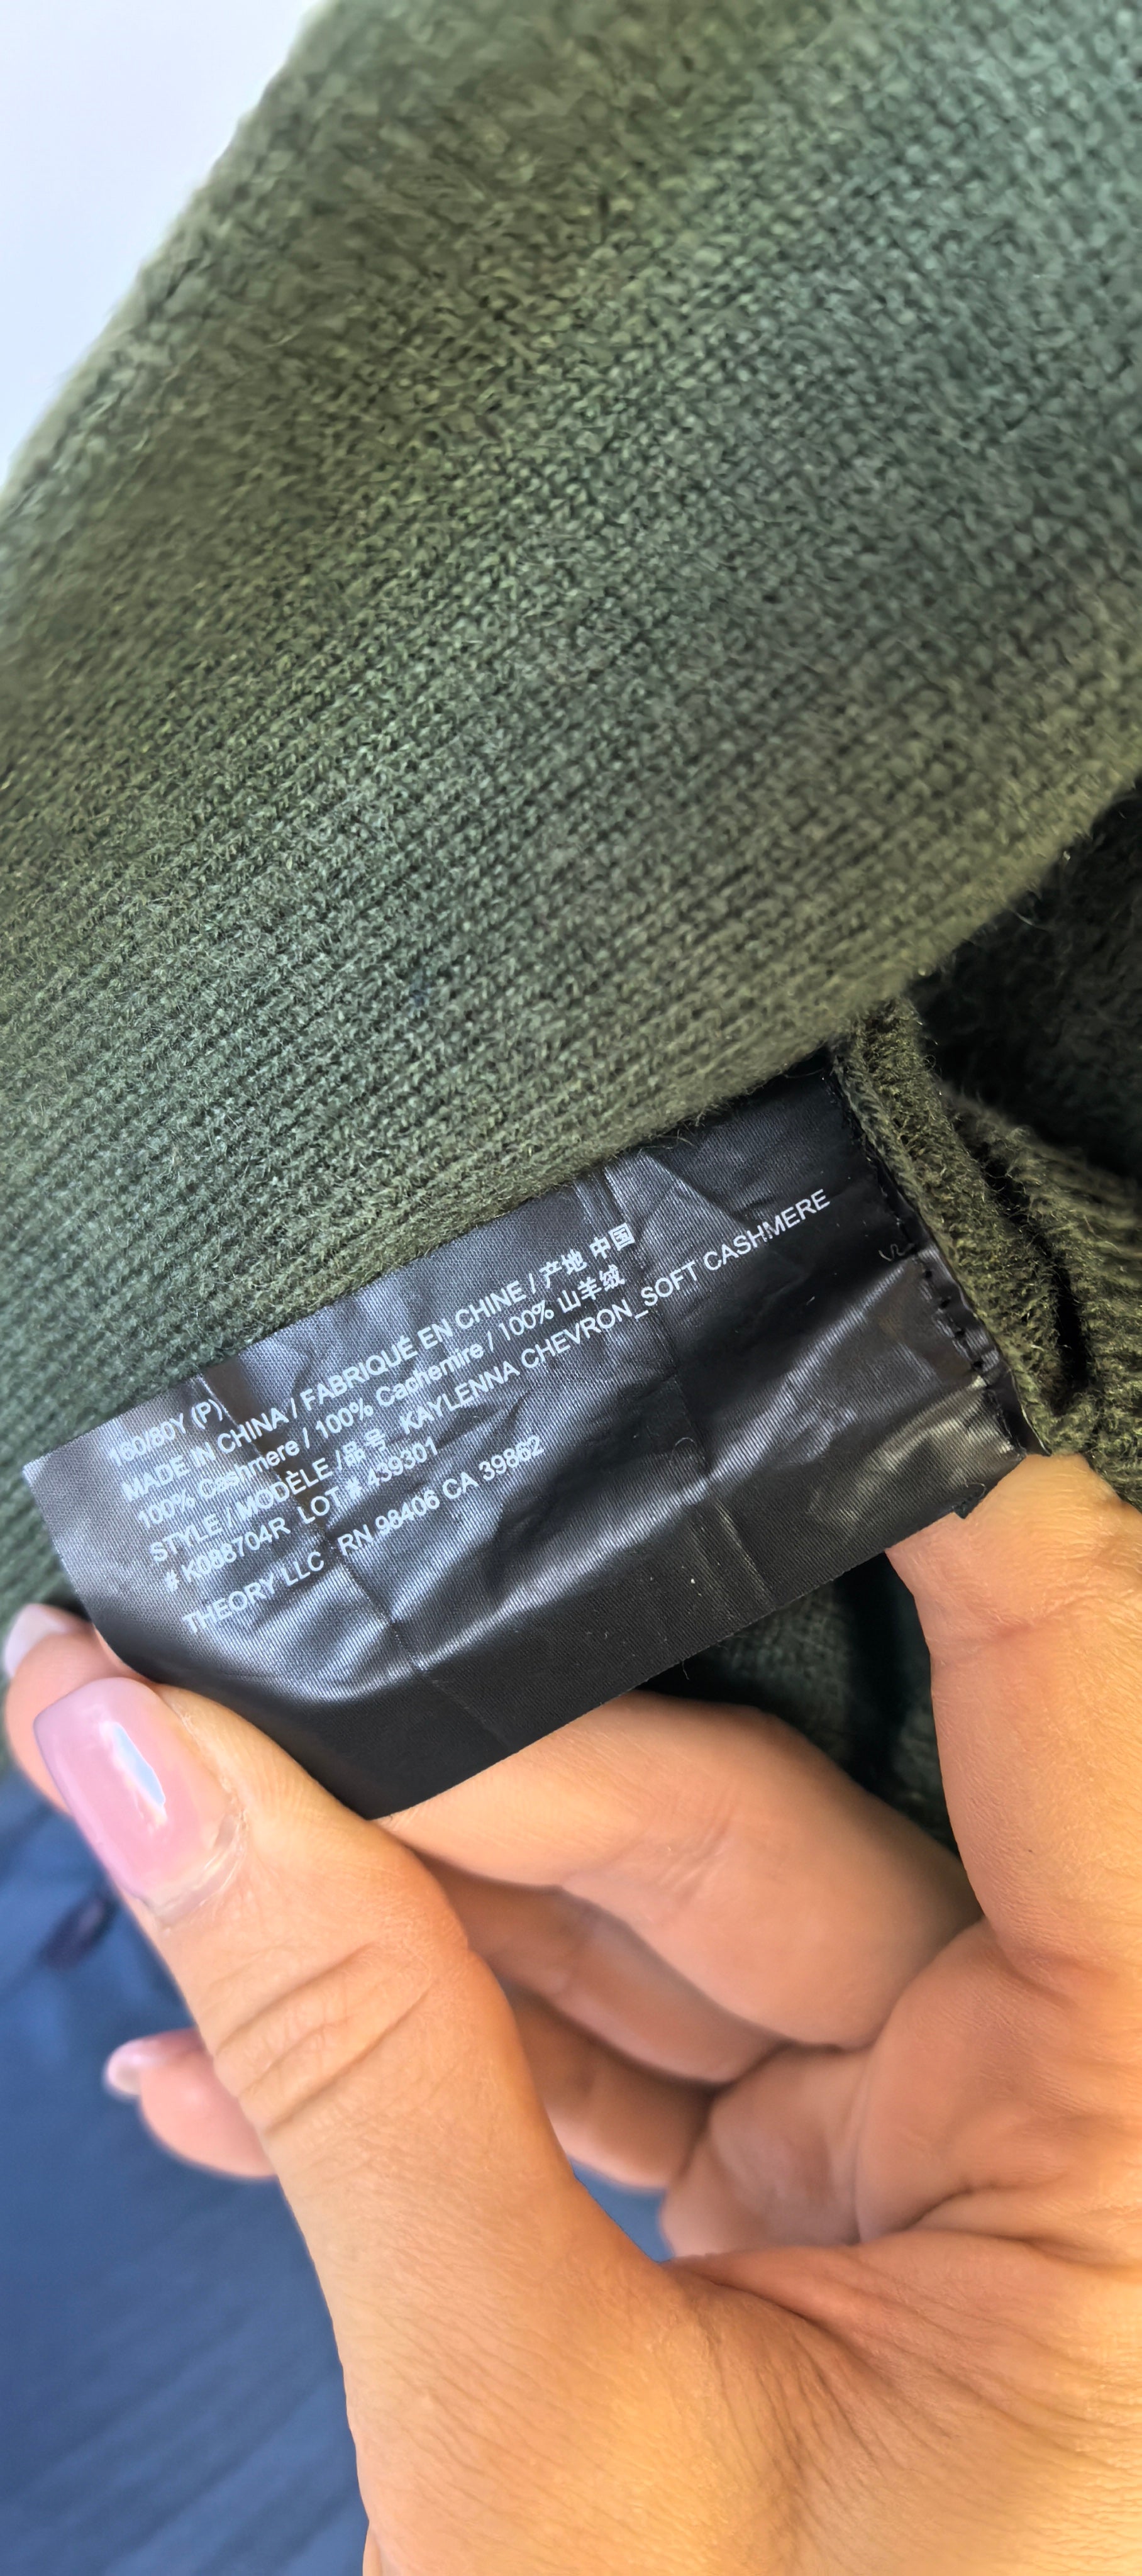 160/80Y (P)
MADE IN CHINA / FABRIQUÉ EN CHINE / 产地 中国
100% Cashmere / 100% Cachemire / 100% 山羊绒
STYLE / MODÈLE / 品号 KAYLENNA CHEVRON_SOFT CASHMERE
# K088704R LOT # 439301
THEORY LLC RN 98406 CA 39862